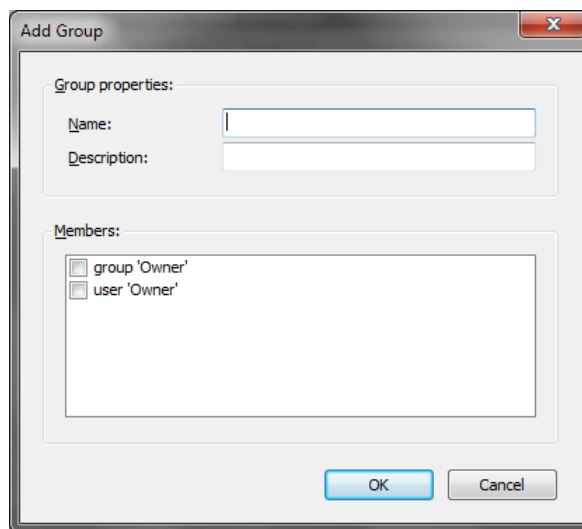 Add Group
Group properties:
Name:
Description:
Members:
group 'Owner'
user 'Owner'
OK
Cancel